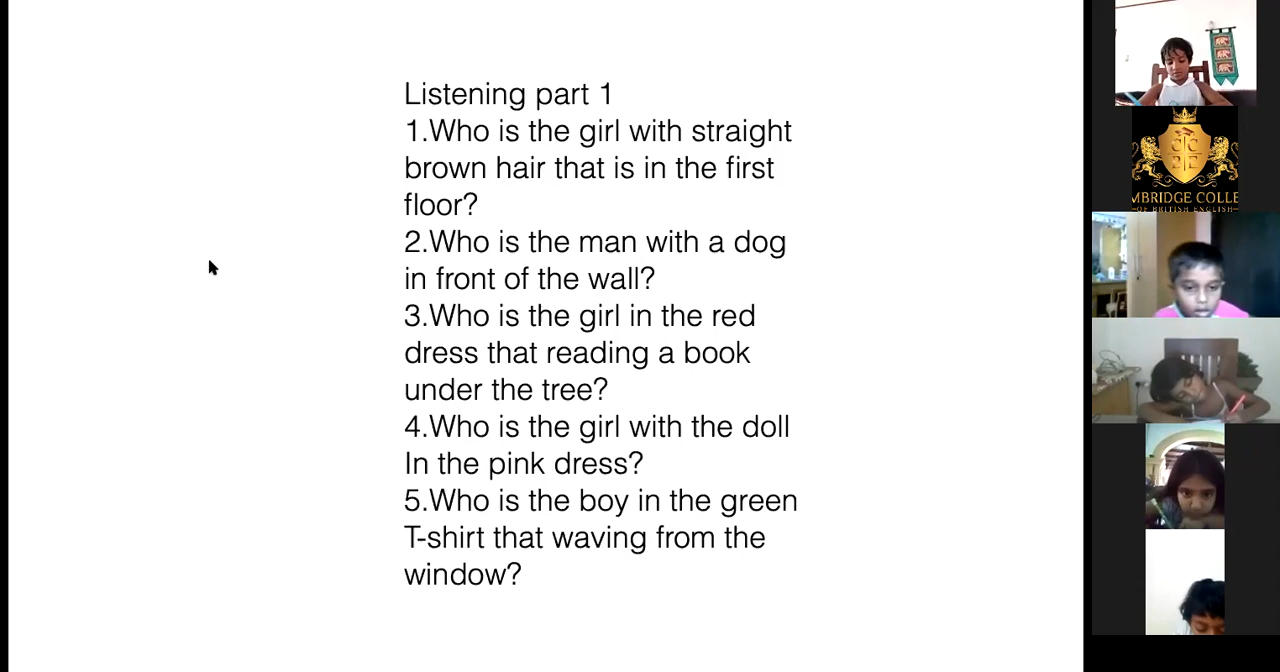 Listening part 1
1.Who is the girl with straight
brown hair that is in the first
floor?
2.Who is the man with a dog
in front of the wall?
3.Who is the girl in the red
dress that reading a book
under the tree?
4.Who is the girl with the doll
In the pink dress?
5.Who is the boy in the green
T-shirt that waving from the
window?
MBRIDGE COLLE
OF BRITISH ENGLISH